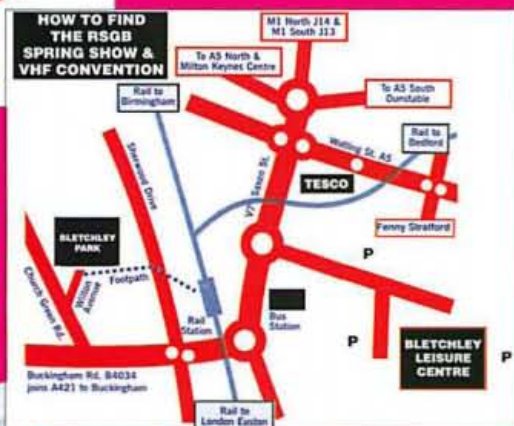 HOW TO FIND
THE RSGB
SPRING SHOW &
VHF CONVENTION
M1 North J14 &
M1 South J13
To A5 North &
Milton Keynes Centre
To A5 South
Dunstable
Rail to
Birmingham
Rail to
Bedford
Watling St. A5
V7 Saxon St.
TESCO
Sherwood Drive
Fenny Stratford
BLETCHLEY
PARK
P
Wilton
Avenue
Footpath
Church Green Rd.
Rail
Station
Bus
Station
P
BLETCHLEY
LEISURE
CENTRE
P
Buckingham Rd. B4034
joins A421 to Buckingham
Rail to
London Euston